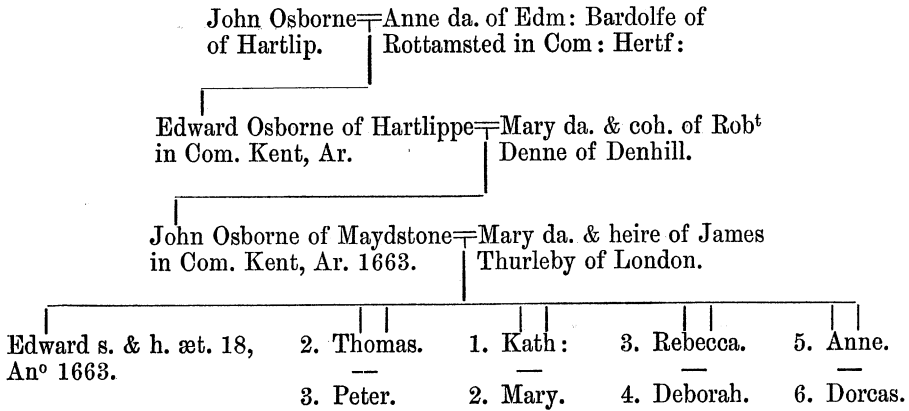 John Osborne Anne da. of Edm: Bardolfe of
of Hartlip. Rottamsted in Com: Hertf:
Edward Osborne of Hartlippe Mary da. & coh. of Robᵗ
in Com. Kent, Ar. Denne of Denhill.
John Osborne of Maydstone Mary da. & heire of James
in Com. Kent, Ar. 1663. Thurleby of London.
Edward s. & h. æt. 18, 2. Thomas. 1. Kath: 3. Rebecca. 5. Anne.
Anº 1663.
3. Peter. 2. Mary. 4. Deborah. 6. Dorcas.